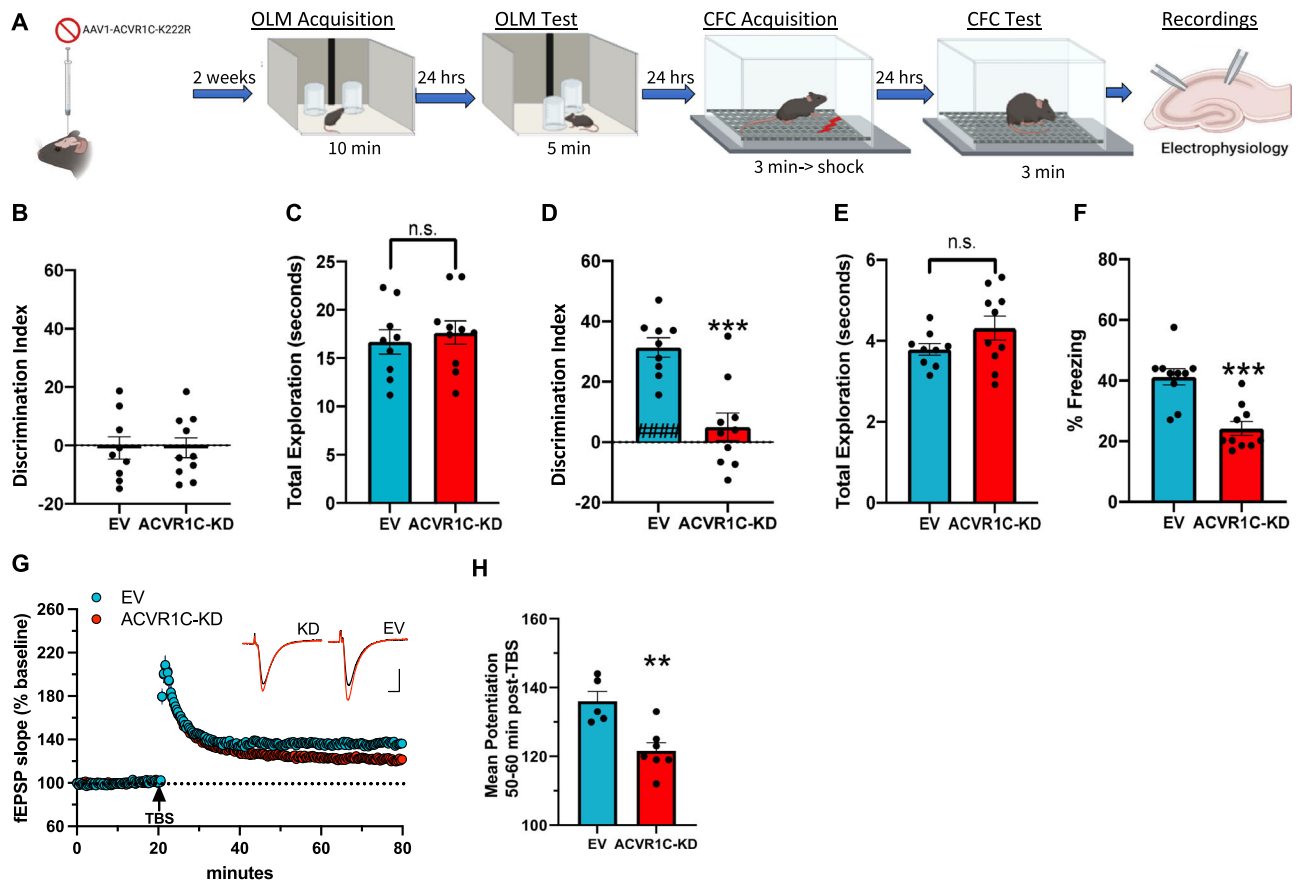 A
AAV1-ACVR1C-K222R
2 weeks
OLM Acquisition
10 min
24 hrs
OLM Test
5 min
24 hrs
CFC Acquisition
3 min-> shock
24 hrs
CFC Test
3 min
Recordings
Electrophysiology
B
Discrimination Index
60
40
20
0
-20
EV ACVR1C-KD
C
n.s.
Total Exploration (seconds)
25
20
15
10
5
0
EV ACVR1C-KD
D
Discrimination Index
60
40
20
0
-20
***
####
EV ACVR1C-KD
E
n.s.
Total Exploration (seconds)
6
4
2
0
EV ACVR1C-KD
F
% Freezing
80
60
40
20
0
***
EV ACVR1C-KD
G
EV
ACVR1C-KD
fEPSP slope (% baseline)
260
220
180
140
100
60
KD
EV
TBS
0 20 40 60 80
minutes
H
Mean Potentiation
50-60 min post-TBS
160
140
120
100
**
EV ACVR1C-KD